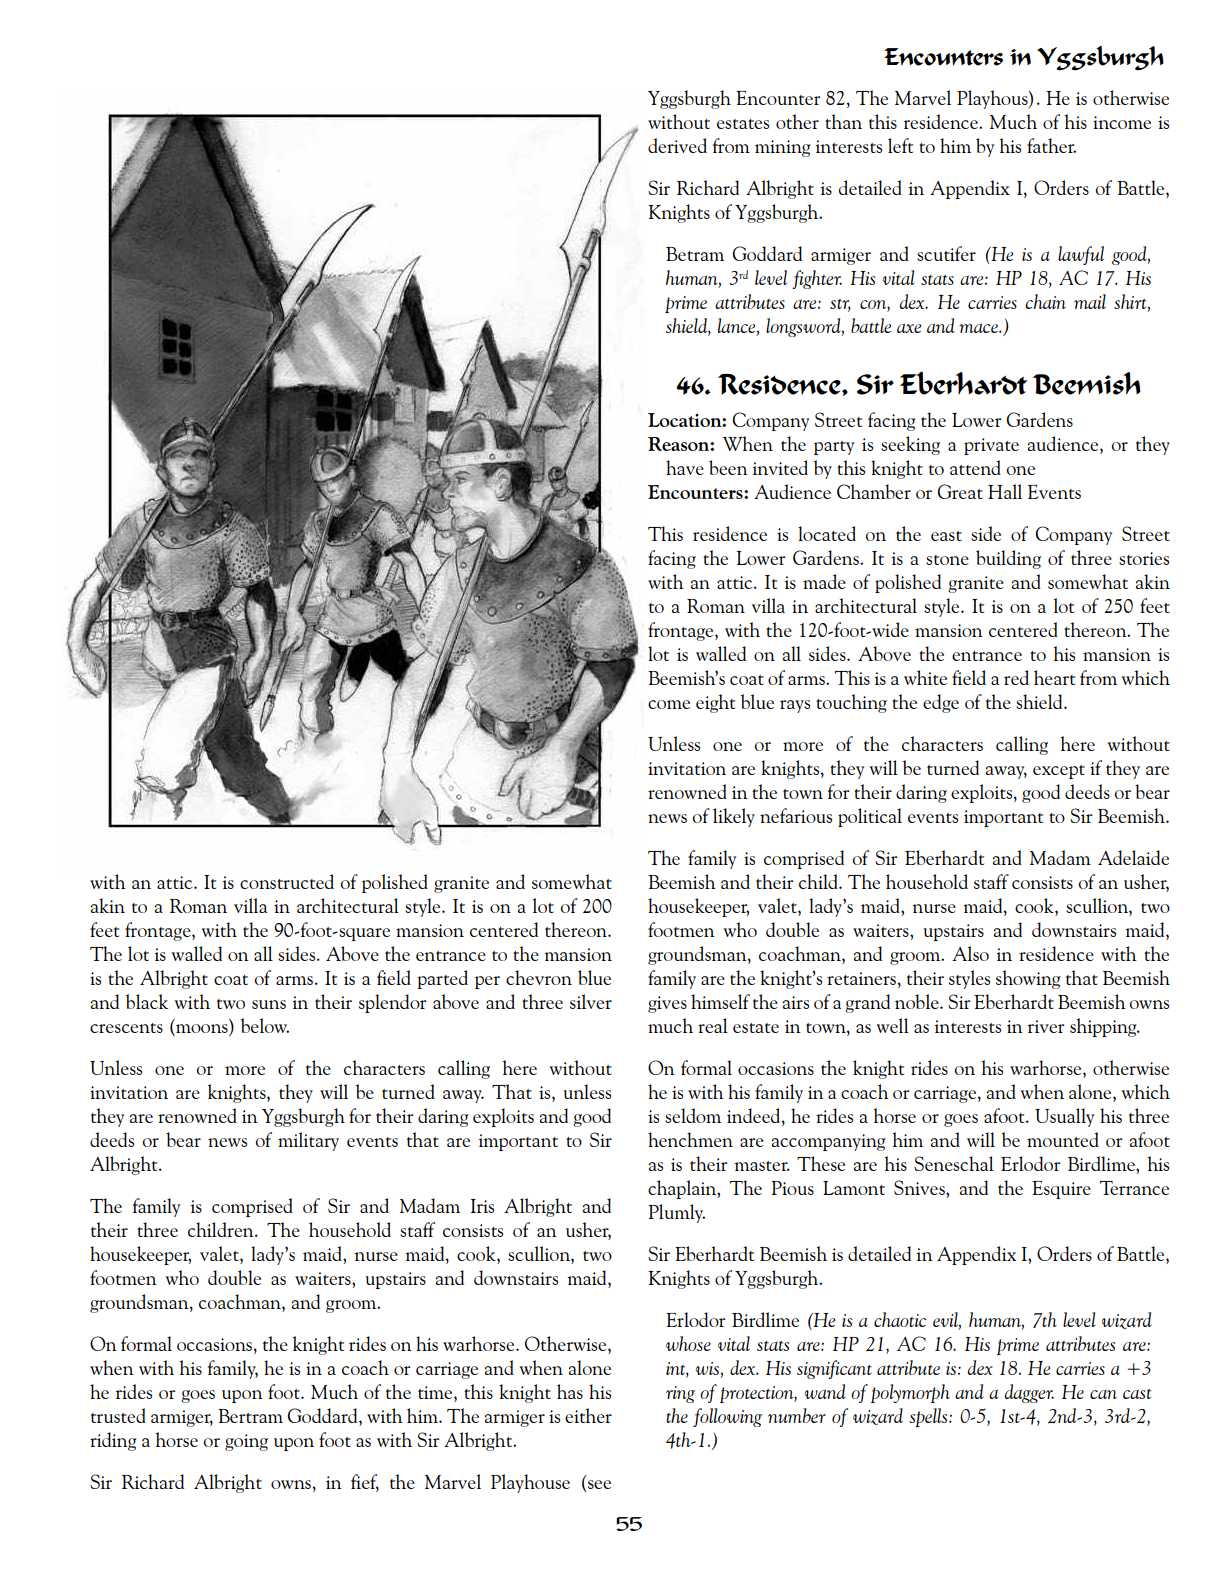 Encounters in Yggsburgh
with an attic. It is constructed of polished granite and somewhat
akin to a Roman villa in architectural style. It is on a lot of 200
feet frontage, with the 90-foot-square mansion centered thereon.
The lot is walled on all sides. Above the entrance to the mansion
is the Albright coat of arms. It is a field parted per chevron blue
and black with two suns in their splendor above and three silver
crescents (moons) below.
Unless one or more of the characters calling here without
invitation are knights, they will be turned away. That is, unless
they are renowned in Yggsburgh for their daring exploits and good
deeds or bear news of military events that are important to Sir
Albright.
The family is comprised of Sir and Madam Iris Albright and
their three children. The household staff consists of an usher,
housekeeper, valet, lady's maid, nurse maid, cook, scullion, two
footmen who double as waiters, upstairs and downstairs maid,
groundsman, coachman, and groom.
On formal occasions, the knight rides on his warhorse. Otherwise,
when with his family, he is in a coach or carriage and when alone
he rides or goes upon foot. Much of the time, this knight has his
trusted armiger, Bertram Goddard, with him. The armiger is either
riding a horse or going upon foot as with Sir Albright.
Sir Richard Albright owns, in fief, the Marvel Playhouse (see
Yggsburgh Encounter 82, The Marvel Playhous). He is otherwise
without estates other than this residence. Much of his income is
derived from mining interests left to him by his father.
Sir Richard Albright is detailed in Appendix I, Orders of Battle,
Knights of Yggsburgh.
Betram Goddard armiger and scutifer (He is a lawful good,
human, 3rd level fighter. His vital stats are: HP 18, AC 17. His
prime attributes are: str, con, dex. He carries chain mail shirt,
shield, lance, longsword, battle axe and mace.)
46. Residence, Sir Eberhardt Beemish
Location: Company Street facing the Lower Gardens
Reason: When the party is seeking a private audience, or they
have been invited by this knight to attend one
Encounters: Audience Chamber or Great Hall Events
This residence is located on the east side of Company Street
facing the Lower Gardens. It is a stone building of three stories
with an attic. It is made of polished granite and somewhat akin
to a Roman villa in architectural style. It is on a lot of 250 feet
frontage, with the 120-foot-wide mansion centered thereon. The
lot is walled on all sides. Above the entrance to his mansion is
Beemish's coat of arms. This is a white field a red heart from which
come eight blue rays touching the edge of the shield.
Unless one or more of the characters calling here without
invitation are knights, they will be turned away, except if they are
renowned in the town for their daring exploits, good deeds or bear
news of likely nefarious political events important to Sir Beemish.
The family is comprised of Sir Eberhardt and Madam Adelaide
Beemish and their child. The household staff consists of an usher,
housekeeper, valet, lady's maid, nurse maid, cook, scullion, two
footmen who double as waiters, upstairs and downstairs maid,
groundsman, coachman, and groom. Also in residence with the
family are the knight's retainers, their styles showing that Beemish
gives himself the airs of a grand noble. Sir Eberhardt Beemish owns
much real estate in town, as well as interests in river shipping.
On formal occasions the knight rides on his warhorse, otherwise
he is with his family in a coach or carriage, and when alone, which
is seldom indeed, he rides a horse or goes afoot. Usually his three
henchmen are accompanying him and will be mounted or afoot
as is their master. These are his Seneschal Erlodor Birdlime, his
chaplain, The Pious Lamont Snives, and the Esquire Terrance
Plumly.
Sir Eberhardt Beemish is detailed in Appendix I, Orders of Battle,
Knights of Yggsburgh.
Erlodor Birdlime (He is a chaotic evil, human, 7th level wizard
whose vital stats are: HP 21, AC 16. His prime attributes are:
int, wis, dex. His significant attribute is: dex 18. He carries a +3
ring of protection, wand of polymorph and a dagger. He can cast
the following number of wizard spells: 0-5, 1st-4, 2nd-3, 3rd-2,
4th-1.)
55